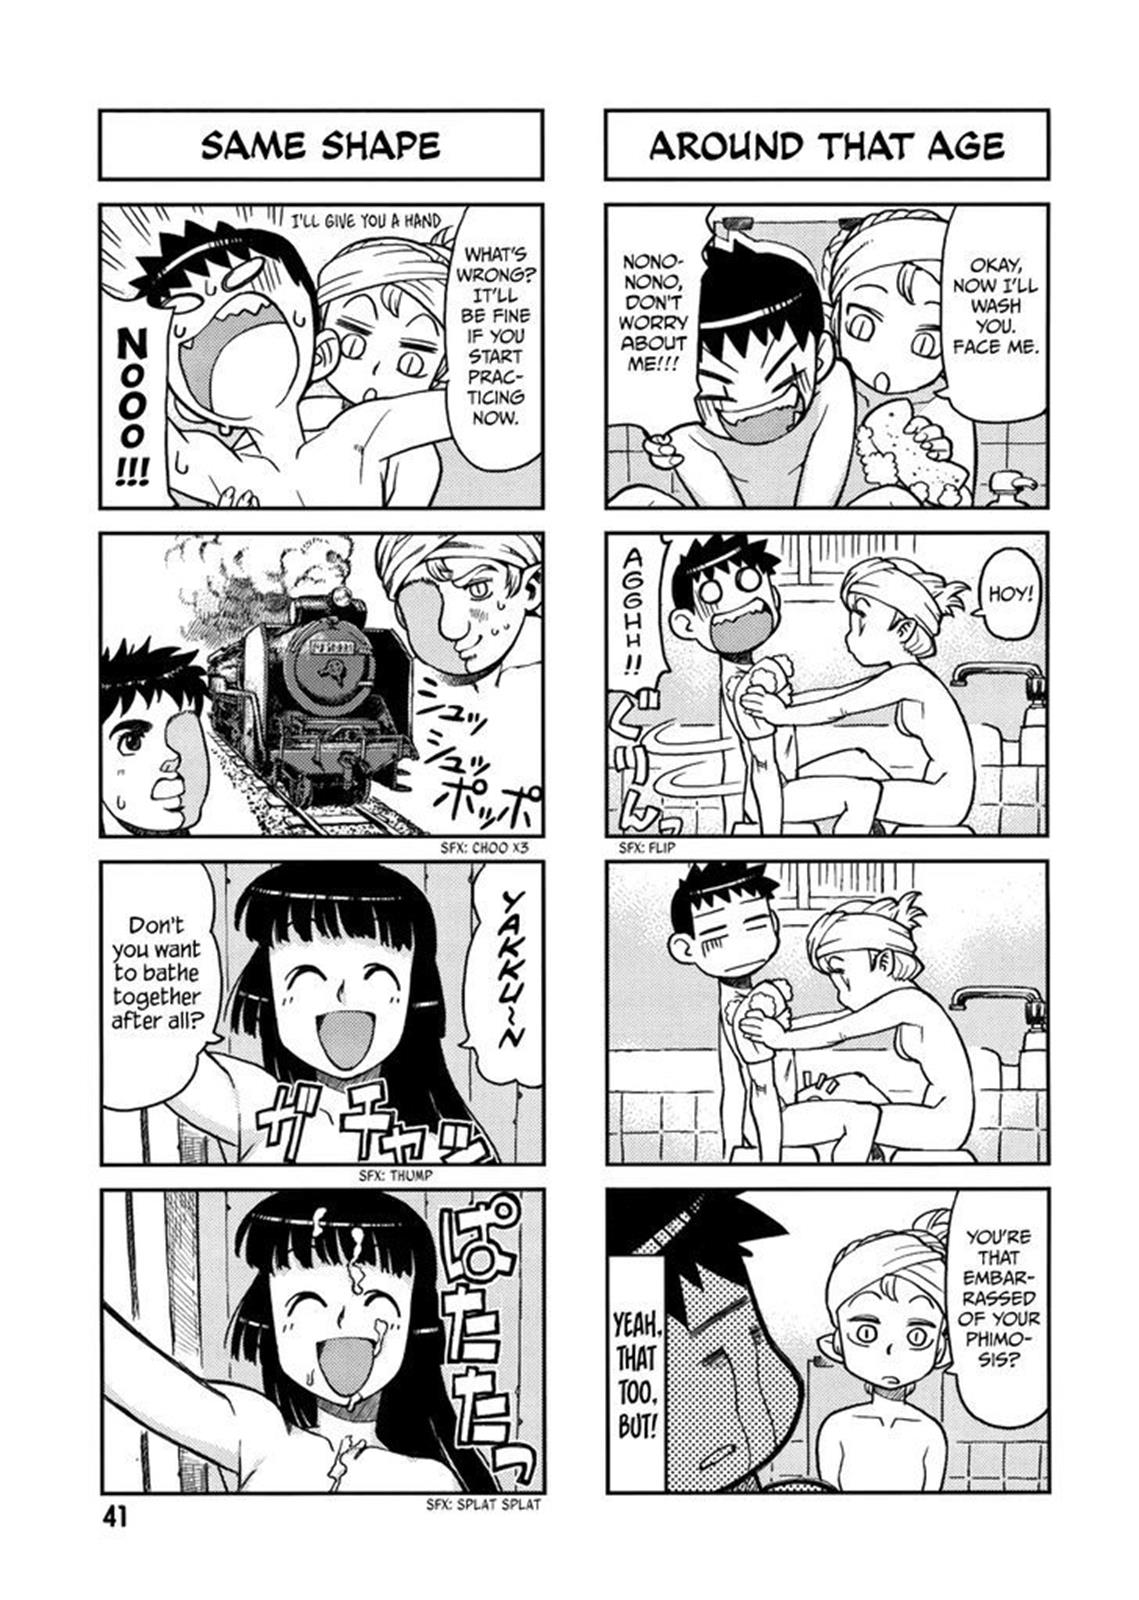 AROUND THAT AGE
OKAY,
NOW I'LL
WASH
YOU.
FACE ME.
NONO-
NONO,
DON'T
WORRY
ABOUT
ME!!!
HOY!
AGGHH!!
SFX: FLIP
YOU'RE
THAT
EMBAR-
RASSED
OF YOUR
PHIMO-
SIS?
YEAH,
THAT
TOO,
BUT!
SAME SHAPE
I'LL GIVE YOU A HAND
WHAT'S
WRONG?
IT'LL
BE FINE
IF YOU
START
PRAC-
TICING
NOW.
NOOO!!!
シュッ
シュッ
ポッポ
SFX: CHOO X3
YAKKU~N
Don't
you want
to bathe
together
after all?
ガチャッ
SFX: THUMP
ぱたたっ
SFX: SPLAT SPLAT
41